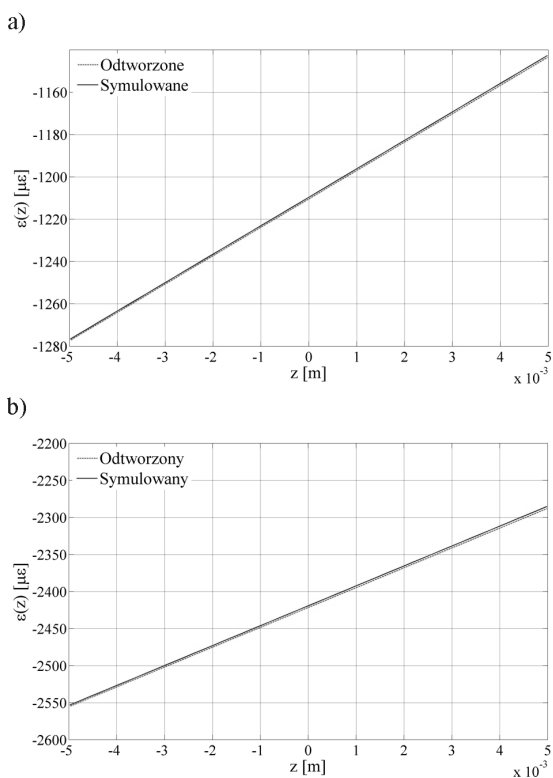 a)
Odtworzone
Symulowane
-1160
-1180
-1200
-1220
-1240
-1260
-1280
ε(z) [με]
-5 -4 -3 -2 -1 0 1 2 3 4 5
z [m]
x 10⁻³
b)
-2200
Odtworzony
Symulowany
-2250
-2300
-2350
-2400
-2450
-2500
-2550
-2600
ε(z) [με]
-5 -4 -3 -2 -1 0 1 2 3 4 5
z [m]
x 10⁻³